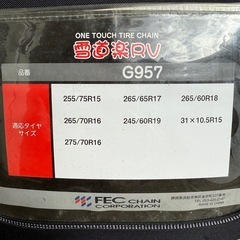 ONE TOUCH TIRE CHAIN
雪道楽RV
品番 G957
適応タイヤサイズ
255/75R15 265/65R17 265/60R18
265/70R16 245/60R19 31×10.5R15
275/70R16
FEC CHAIN CORPORATION